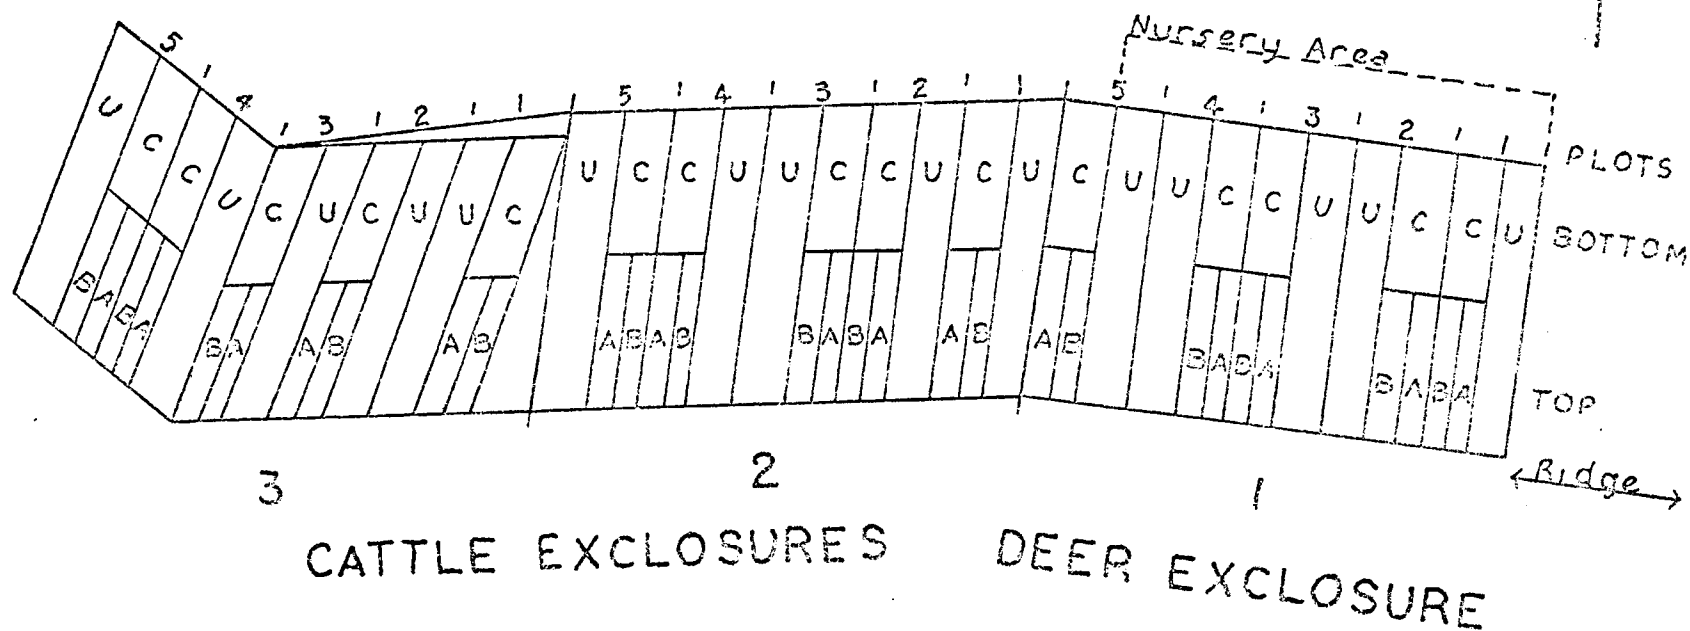 Nursery Area
5 1 4 1 3 1 2 1 1 1 5 1 4 1 3 1 2 1 1 1 5 1 4 1 3 1 2 1 1
PLOTS
U C C U C U C U U C U C C U U C C U C U C U U C C U U C C U
BOTTOM
B A B A B A A B A B A B A B B A B A A B A B B A B A B A B A
TOP
Ridge
3 2 1
CATTLE EXCLOSURES DEER EXCLOSURE